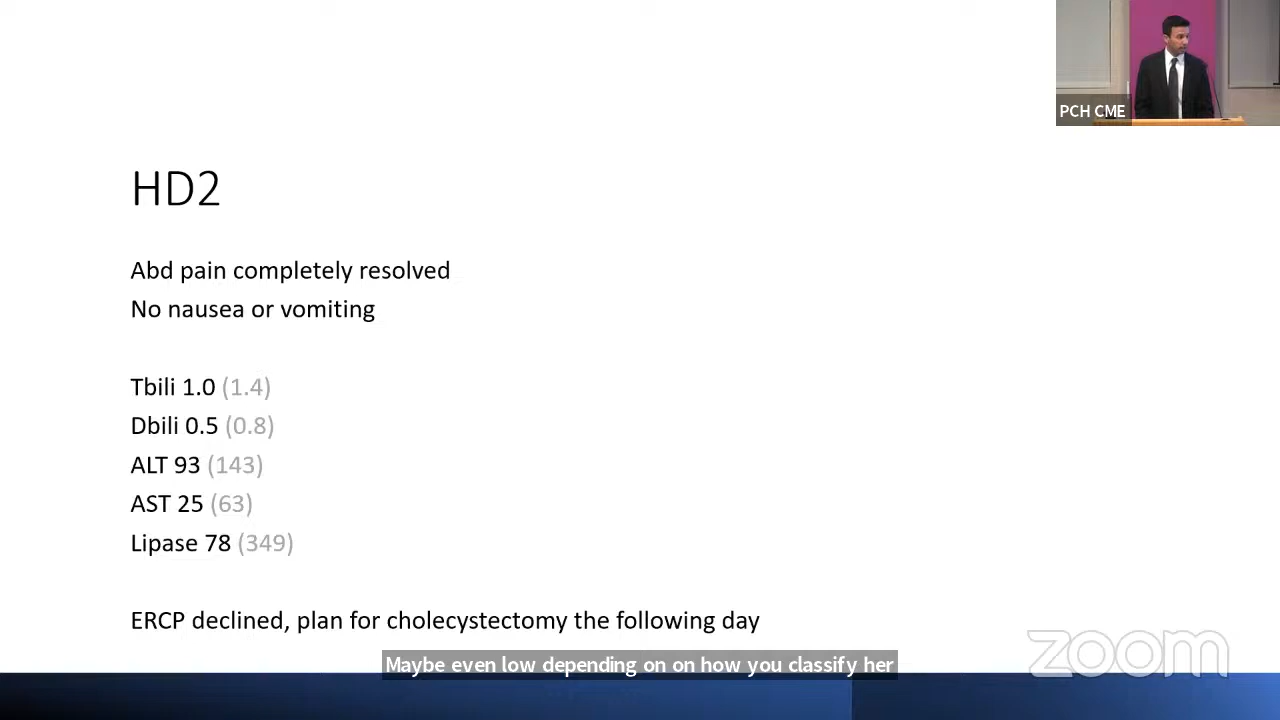 PCH CME
HD2
Abd pain completely resolved
No nausea or vomiting
Tbili 1.0 (1.4)
Dbili 0.5 (0.8)
ALT 93 (143)
AST 25 (63)
Lipase 78 (349)
ERCP declined, plan for cholecystectomy the following day
Maybe even low depending on on how you classify her
zoom